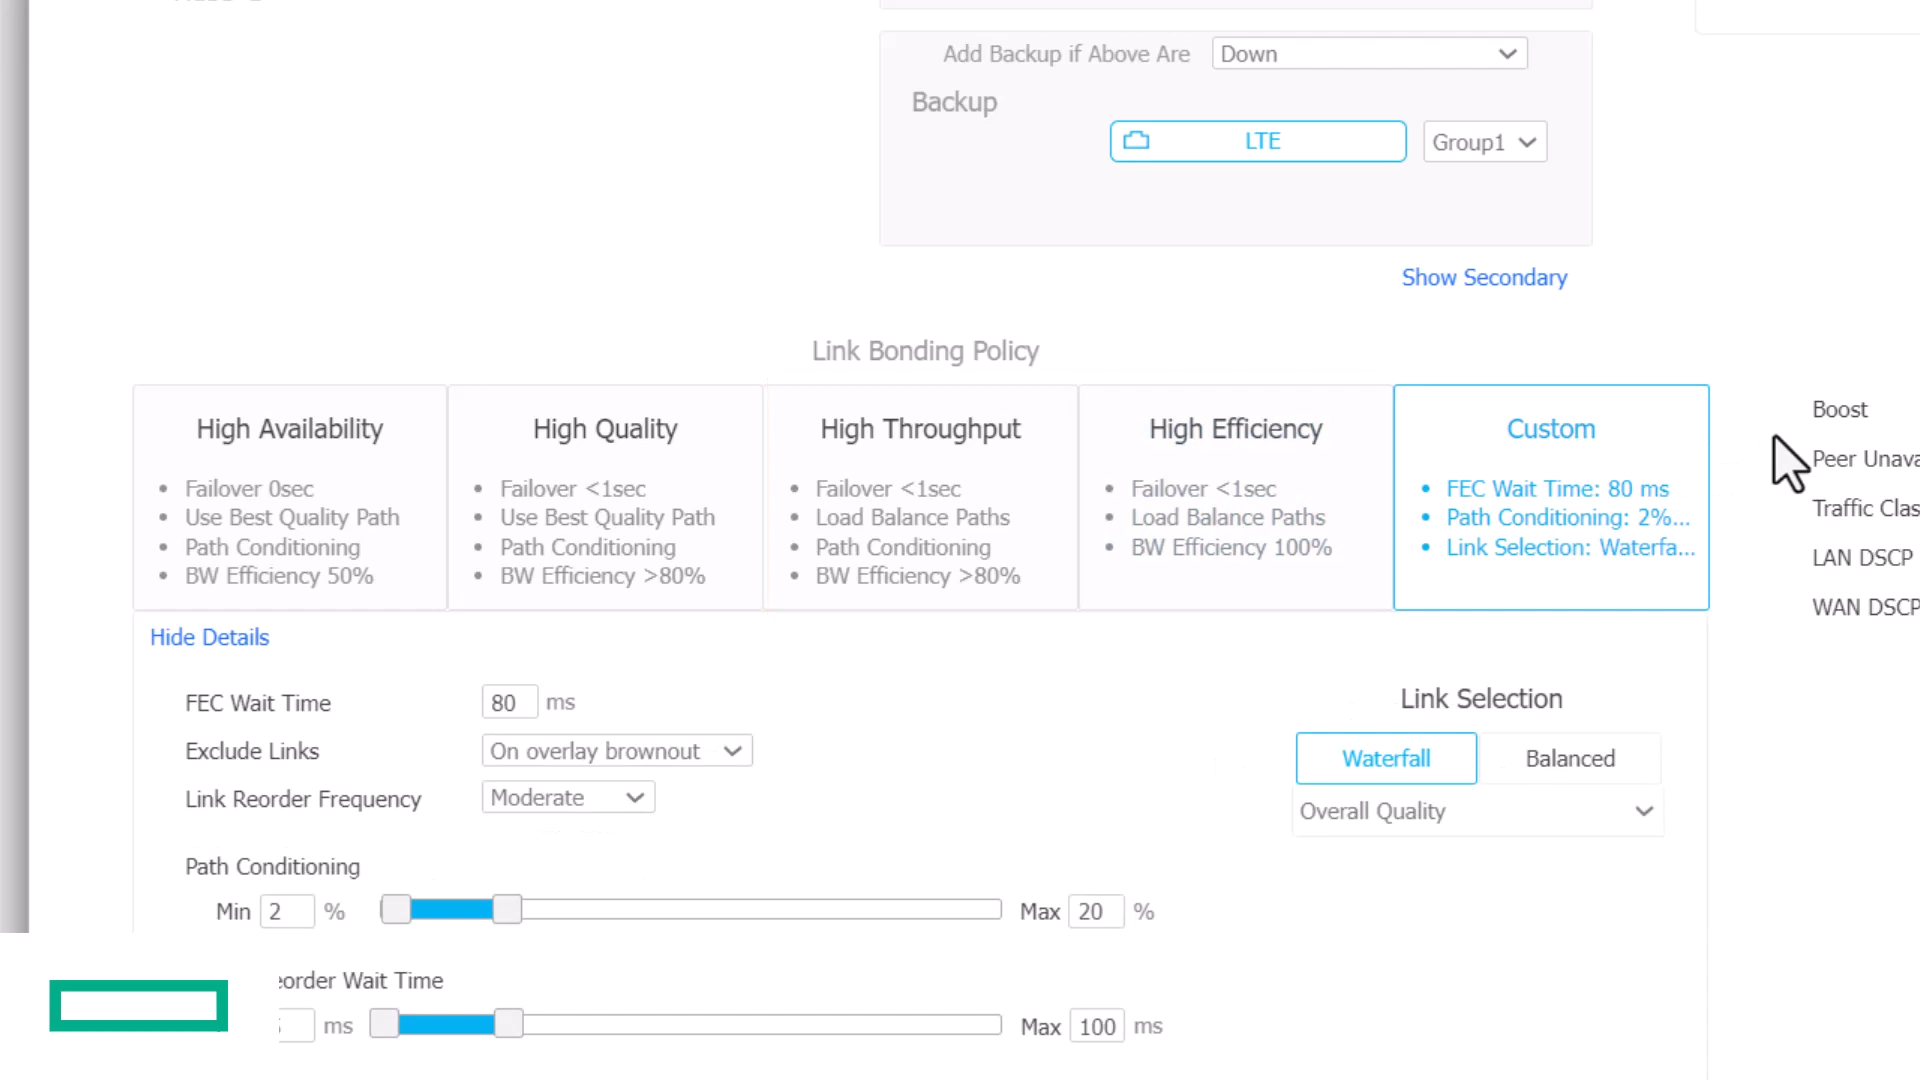 Add Backup if Above Are Down
Backup
LTE Group1
Show Secondary
Link Bonding Policy
High Availability
Failover 0sec
Use Best Quality Path
Path Conditioning
BW Efficiency 50%
High Quality
Failover <1sec
Use Best Quality Path
Path Conditioning
BW Efficiency >80%
High Throughput
Failover <1sec
Load Balance Paths
Path Conditioning
BW Efficiency >80%
High Efficiency
Failover <1sec
Load Balance Paths
BW Efficiency 100%
Custom
FEC Wait Time: 80 ms
Path Conditioning: 2%...
Link Selection: Waterfa...
Boost
Peer Unava
Traffic Clas
LAN DSCP
WAN DSCP
Hide Details
FEC Wait Time 80 ms
Exclude Links On overlay brownout
Link Reorder Frequency Moderate
Link Selection
Waterfall Balanced
Overall Quality
Path Conditioning
Min 2 % Max 20 %
eorder Wait Time
ms Max 100 ms